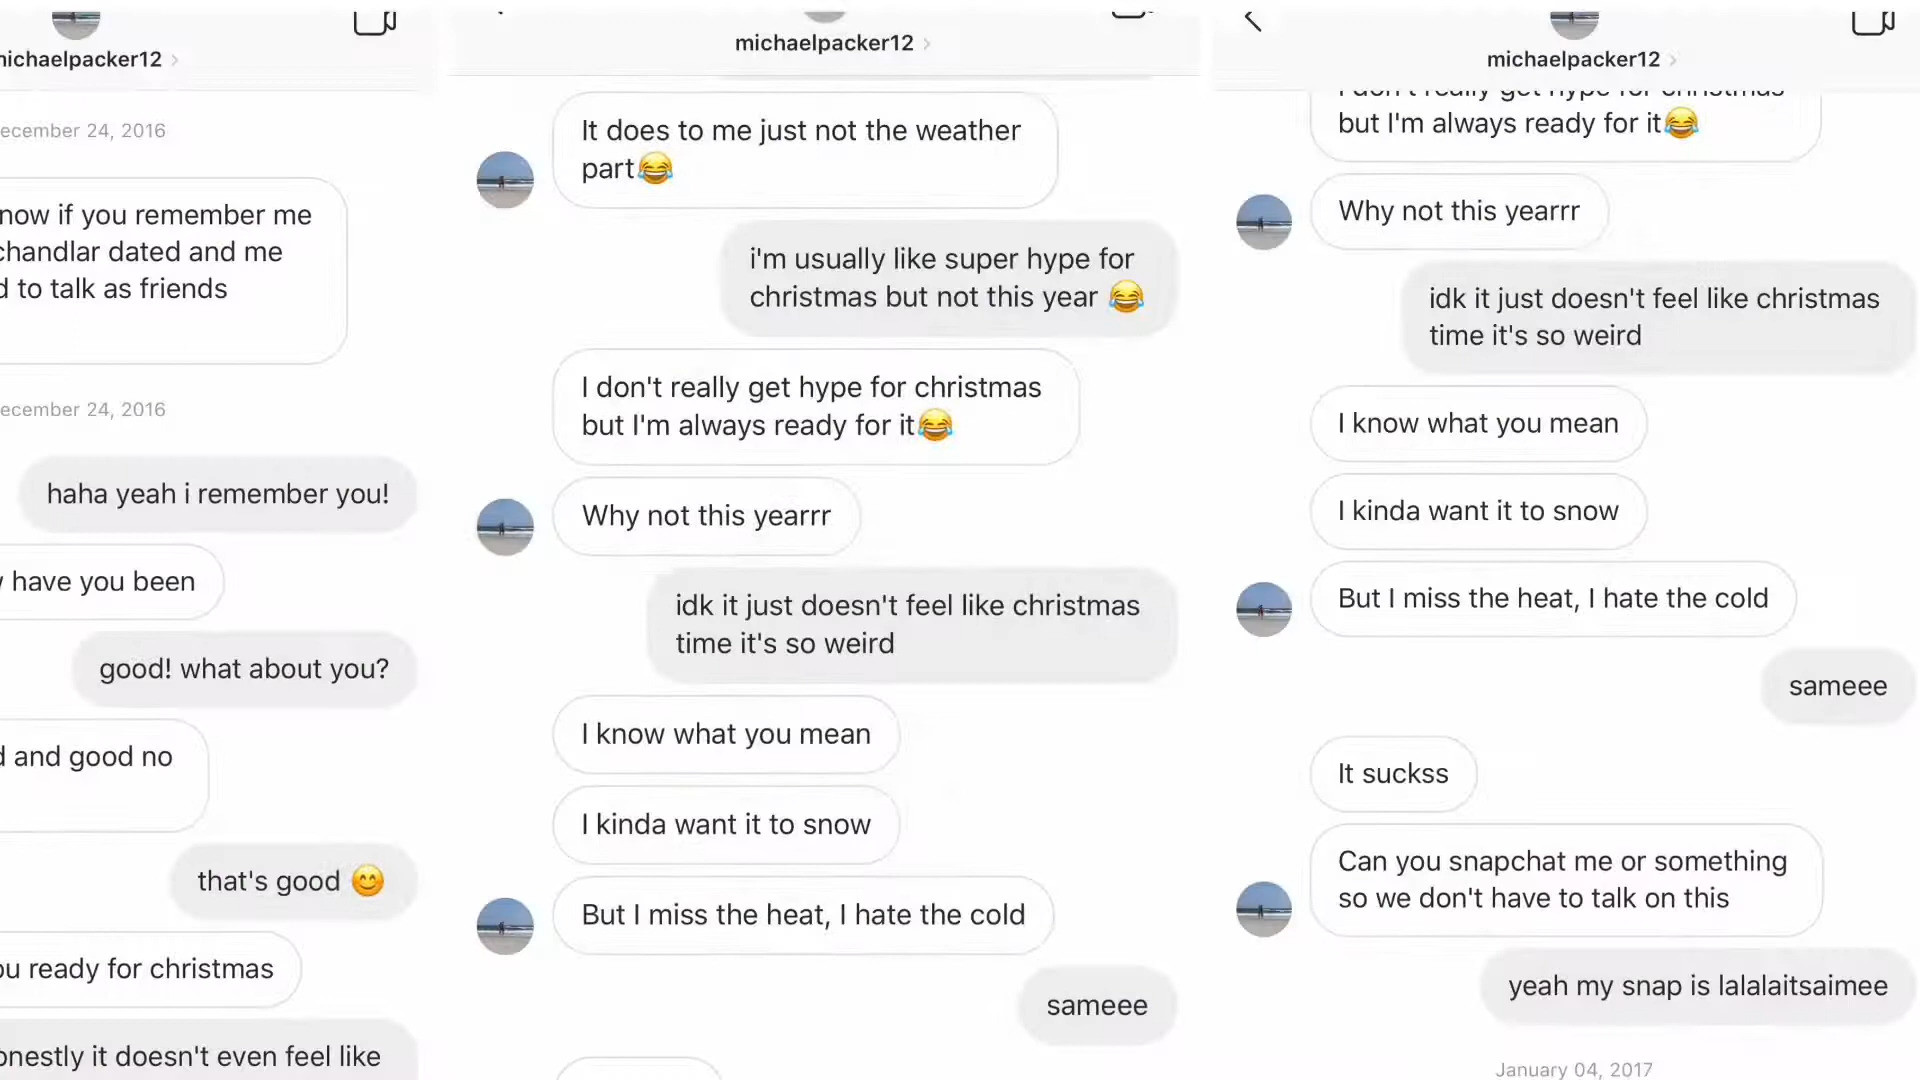 michaelpacker12
ecember 24, 2016
now if you remember me
chandlar dated and me
d to talk as friends
ecember 24, 2016
haha yeah i remember you!
have you been
good! what about you?
d and good no
that's good 😊
ou ready for christmas
onestly it doesn't even feel like
michaelpacker12
It does to me just not the weather
part😂
i'm usually like super hype for
christmas but not this year 😂
I don't really get hype for christmas
but I'm always ready for it😂
Why not this yearrr
idk it just doesn't feel like christmas
time it's so weird
I know what you mean
I kinda want it to snow
But I miss the heat, I hate the cold
sameee
michaelpacker12
I don't really get hype for christmas
but I'm always ready for it😂
Why not this yearrr
idk it just doesn't feel like christmas
time it's so weird
I know what you mean
I kinda want it to snow
But I miss the heat, I hate the cold
sameee
It suckss
Can you snapchat me or something
so we don't have to talk on this
yeah my snap is lalalaitsaimee
January 04, 2017